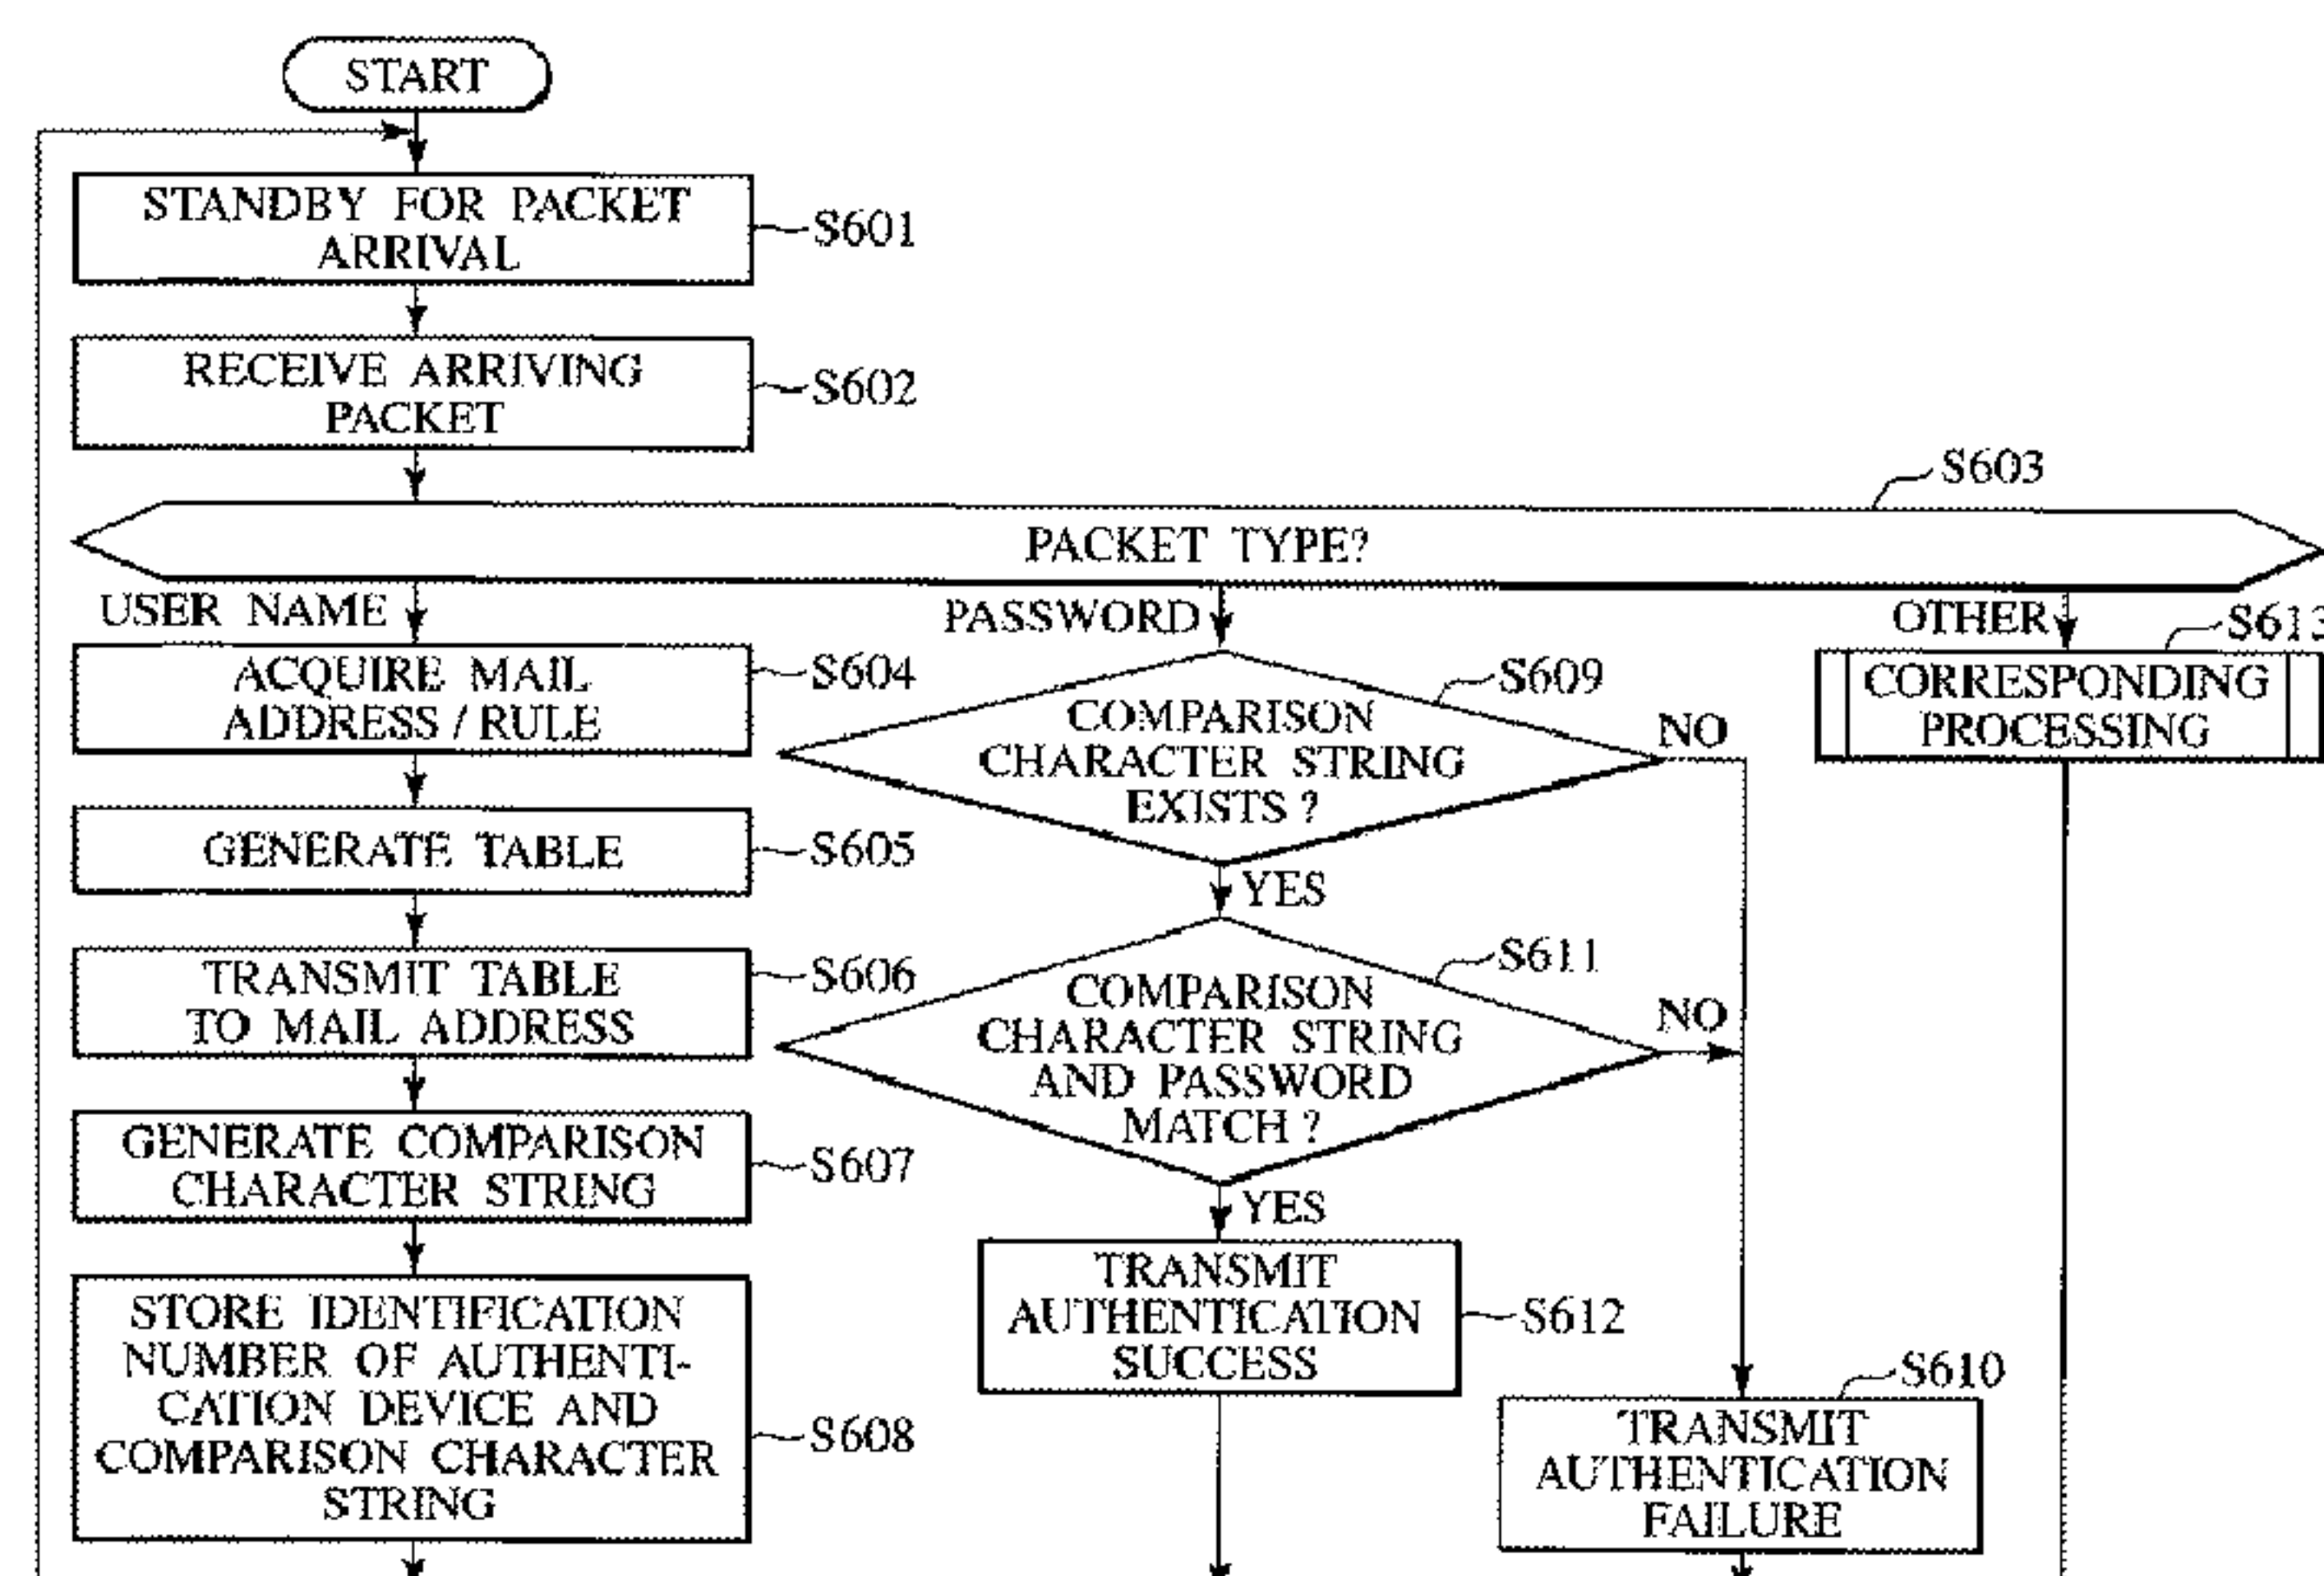 START
STANDBY FOR PACKET
ARRIVAL
S601
RECEIVE ARRIVING
PACKET
S602
S603
PACKET TYPE?
USER NAME
PASSWORD
OTHER
S613
ACQUIRE MAIL
ADDRESS / RULE
S604
COMPARISON
CHARACTER STRING
EXISTS ?
S609
NO
CORRESPONDING
PROCESSING
GENERATE TABLE
S605
YES
TRANSMIT TABLE
TO MAIL ADDRESS
S606
COMPARISON
CHARACTER STRING
AND PASSWORD
MATCH ?
S611
NO
GENERATE COMPARISON
CHARACTER STRING
S607
YES
TRANSMIT
AUTHENTICATION
SUCCESS
S612
STORE IDENTIFICATION
NUMBER OF AUTHENTI-
CATION DEVICE AND
COMPARISON CHARACTER
STRING
S608
S610
TRANSMIT
AUTHENTICATION
FAILURE